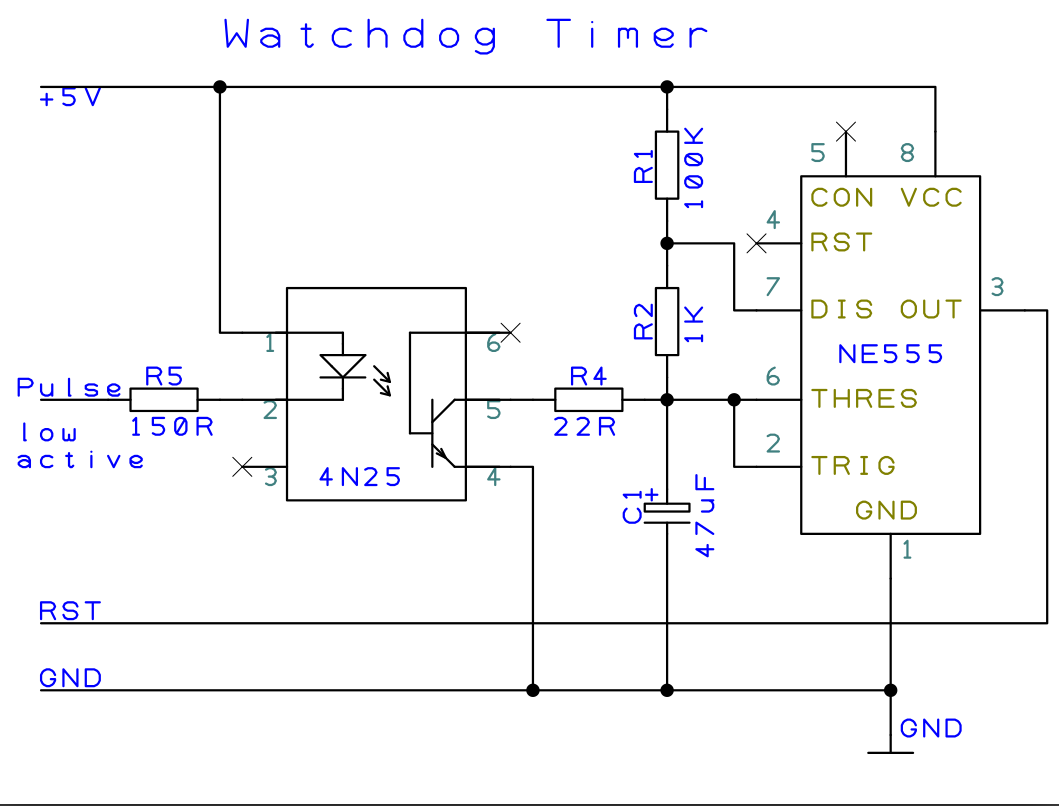 Watchdog Timer
+5V
R1
100K
5
8
CON VCC
4
RST
7
3
DIS OUT
R2
1K
NE555
1
6
Pulse
R5
2
150R
low
active
3
4N25
5
4
R4
22R
6
THRES
2
TRIG
C1
+
47uF
GND
1
RST
GND
GND